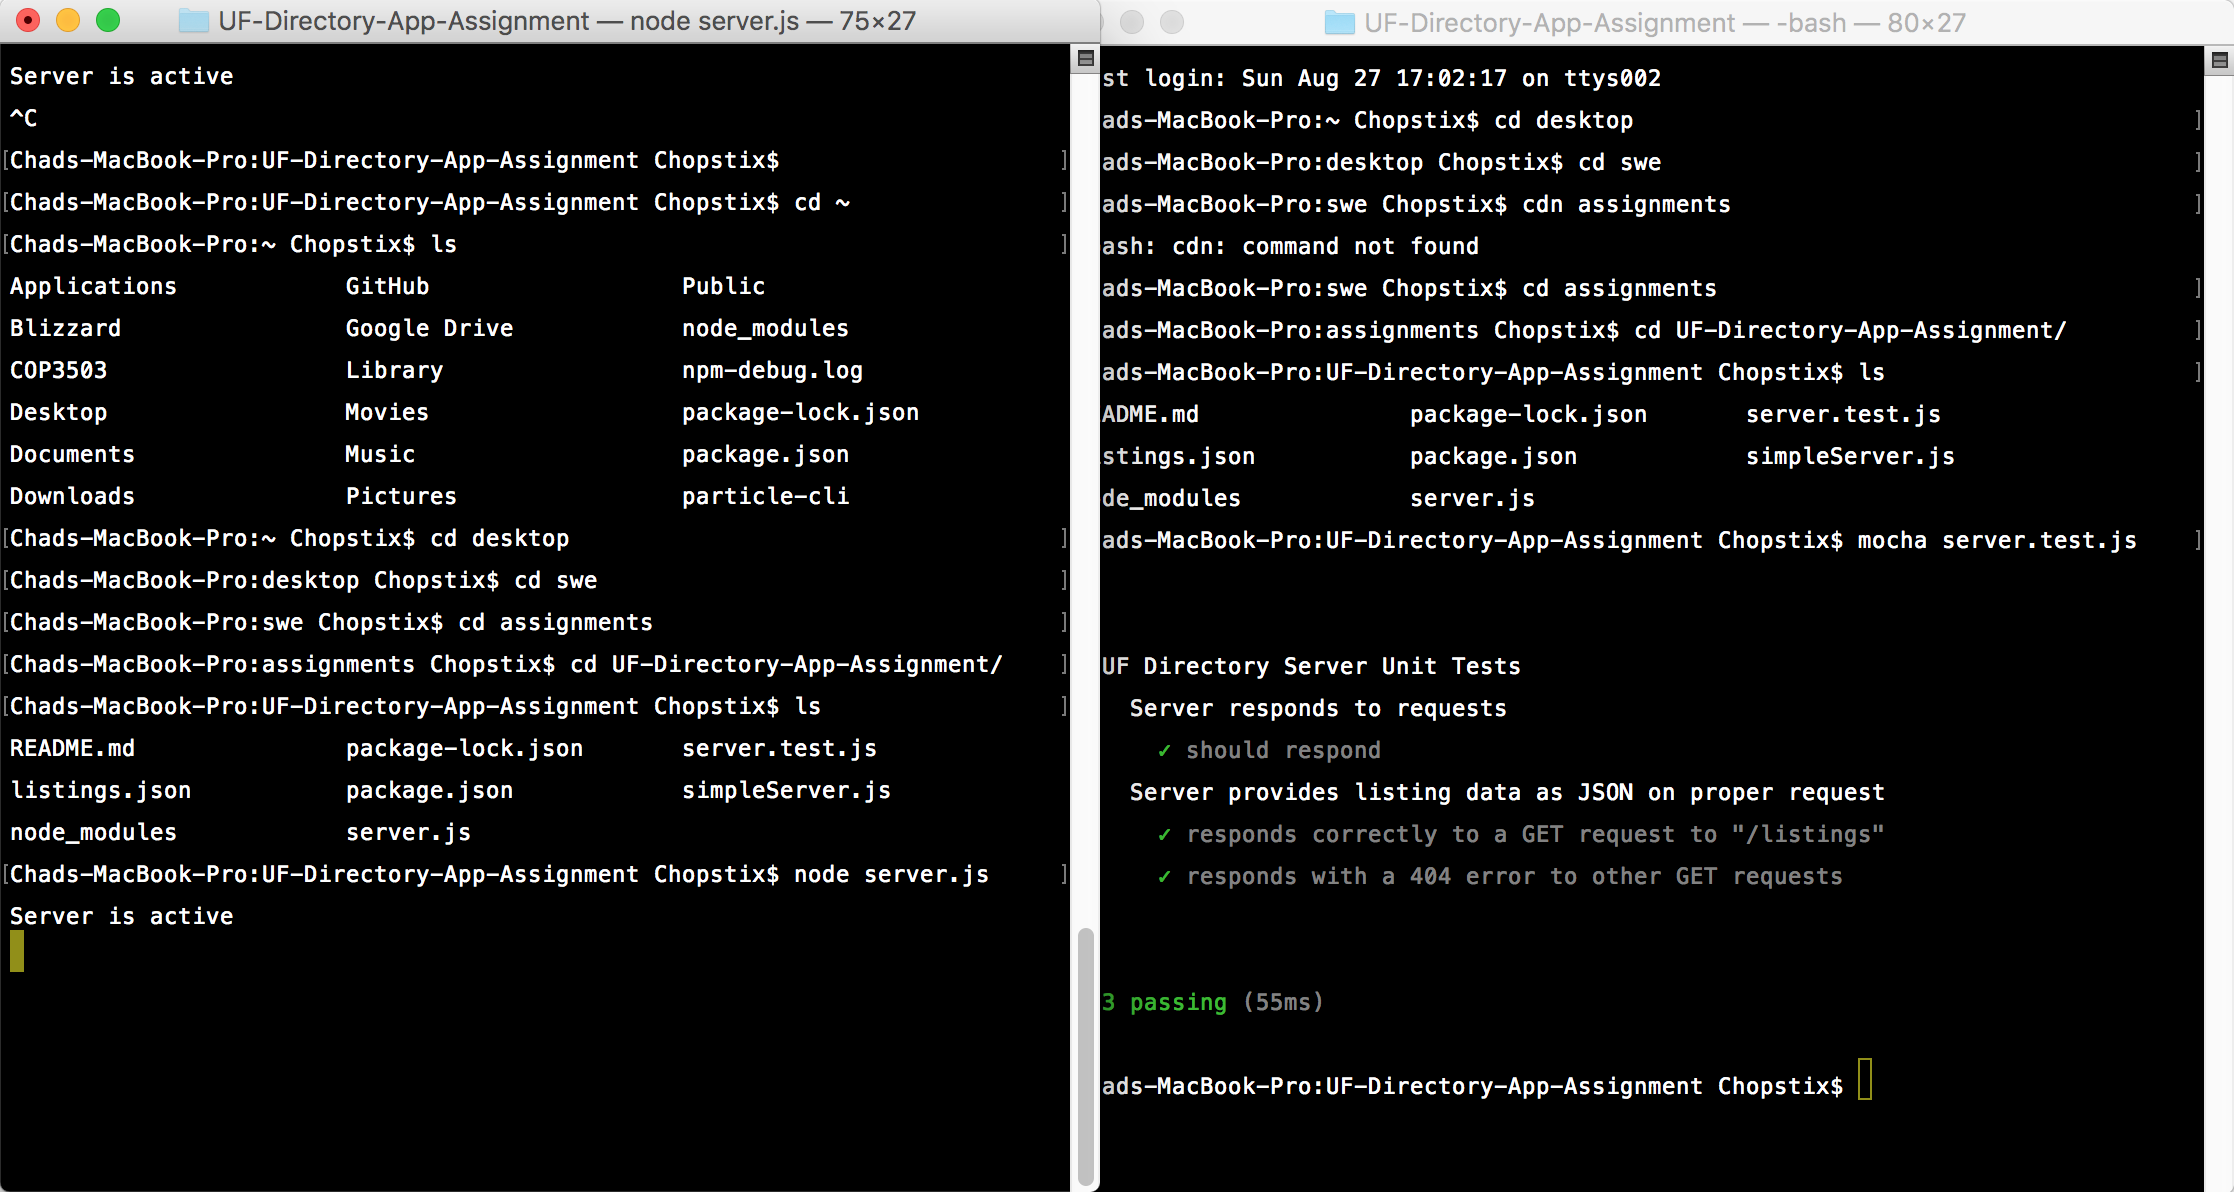 UF-Directory-App-Assignment — node server.js — 75×27
Server is active
^C
[Chads-MacBook-Pro:UF-Directory-App-Assignment Chopstix$ ]
[Chads-MacBook-Pro:UF-Directory-App-Assignment Chopstix$ cd ~ ]
[Chads-MacBook-Pro:~ Chopstix$ ls ]
Applications GitHub Public
Blizzard Google Drive node_modules
COP3503 Library npm-debug.log
Desktop Movies package-lock.json
Documents Music package.json
Downloads Pictures particle-cli
[Chads-MacBook-Pro:~ Chopstix$ cd desktop ]
[Chads-MacBook-Pro:desktop Chopstix$ cd swe ]
[Chads-MacBook-Pro:swe Chopstix$ cd assignments ]
[Chads-MacBook-Pro:assignments Chopstix$ cd UF-Directory-App-Assignment/ ]
[Chads-MacBook-Pro:UF-Directory-App-Assignment Chopstix$ ls ]
README.md package-lock.json server.test.js
listings.json package.json simpleServer.js
node_modules server.js
[Chads-MacBook-Pro:UF-Directory-App-Assignment Chopstix$ node server.js ]
Server is active
UF-Directory-App-Assignment — -bash — 80×27
st login: Sun Aug 27 17:02:17 on ttys002
ads-MacBook-Pro:~ Chopstix$ cd desktop ]
ads-MacBook-Pro:desktop Chopstix$ cd swe ]
ads-MacBook-Pro:swe Chopstix$ cdn assignments ]
ash: cdn: command not found
ads-MacBook-Pro:swe Chopstix$ cd assignments ]
ads-MacBook-Pro:assignments Chopstix$ cd UF-Directory-App-Assignment/ ]
ads-MacBook-Pro:UF-Directory-App-Assignment Chopstix$ ls ]
ADME.md package-lock.json server.test.js
stings.json package.json simpleServer.js
de_modules server.js
ads-MacBook-Pro:UF-Directory-App-Assignment Chopstix$ mocha server.test.js ]
UF Directory Server Unit Tests
Server responds to requests
✓ should respond
Server provides listing data as JSON on proper request
✓ responds correctly to a GET request to "/listings"
✓ responds with a 404 error to other GET requests
3 passing (55ms)
ads-MacBook-Pro:UF-Directory-App-Assignment Chopstix$